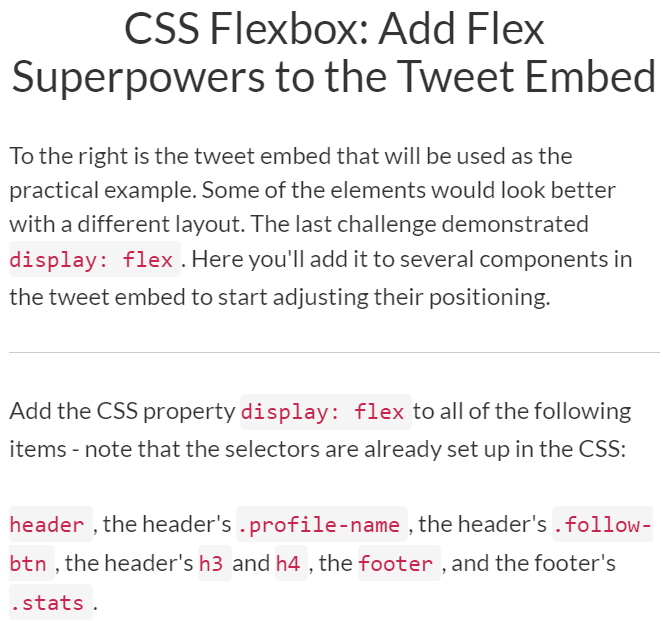 CSS Flexbox: Add Flex
Superpowers to the Tweet Embed
To the right is the tweet embed that will be used as the
practical example. Some of the elements would look better
with a different layout. The last challenge demonstrated
display: flex . Here you'll add it to several components in
the tweet embed to start adjusting their positioning.
Add the CSS property display: flex to all of the following
items - note that the selectors are already set up in the CSS:
header , the header's .profile-name , the header's .follow-
btn , the header's h3 and h4 , the footer , and the footer's
.stats .